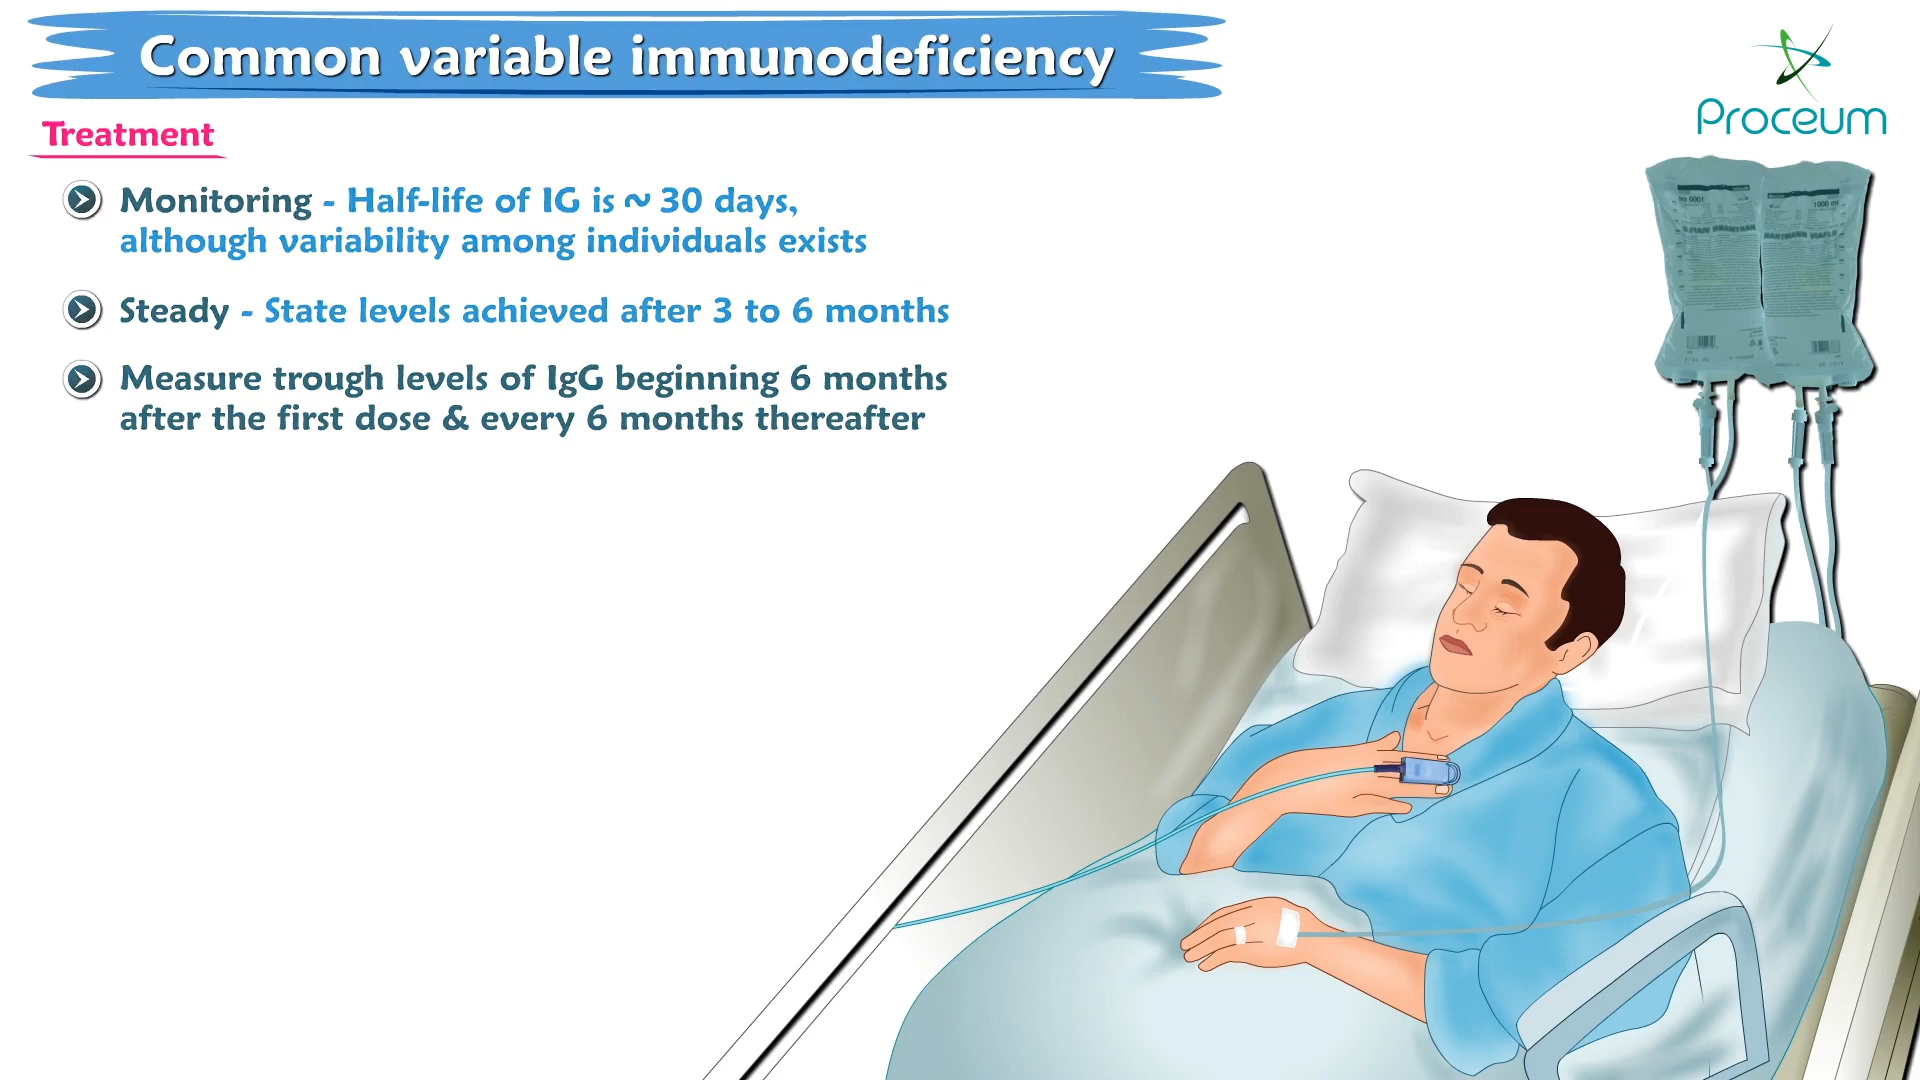 Common variable immunodeficiency
Proceum
Treatment
Monitoring - Half-life of IG is ~ 30 days,
although variability among individuals exists
Steady - State levels achieved after 3 to 6 months
Measure trough levels of IgG beginning 6 months
after the first dose & every 6 months thereafter